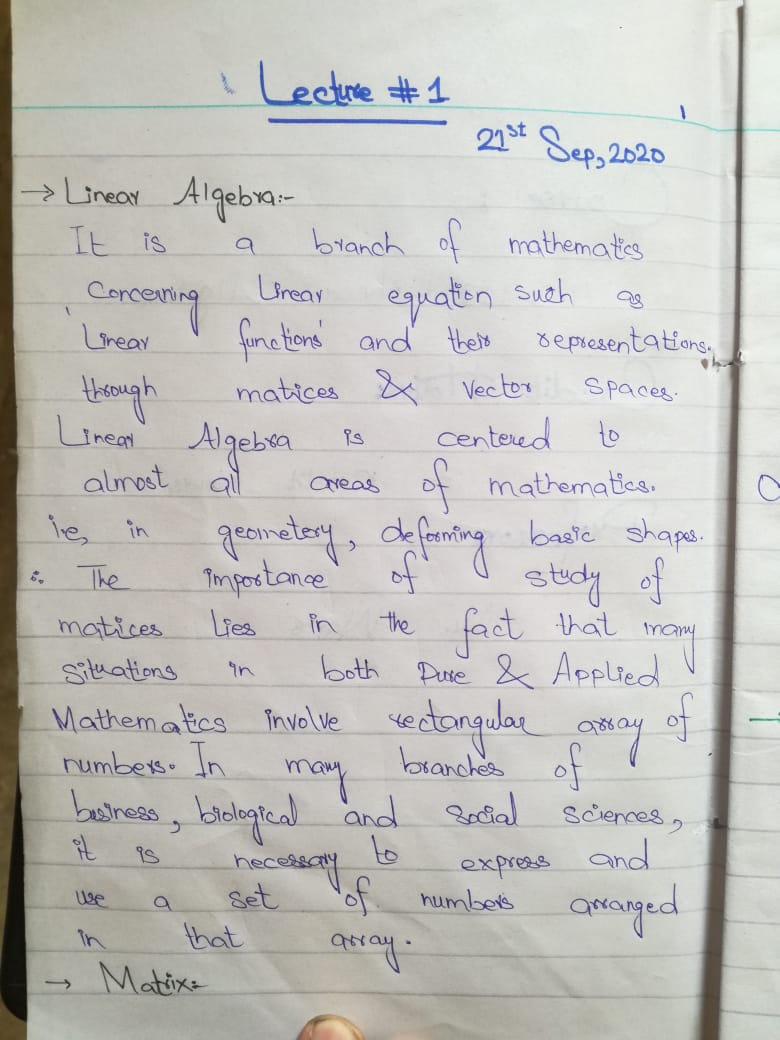 Lecture #1
1
21st Sep, 2020
→ Linear Algebra:-
It is a branch of mathematics
Concerning Linear equation such as
Linear functions and their representations.
through matices & Vector Spaces.
Linear Algebra is centered to
almost all areas of mathematics.
i.e, in geometery, deforming basic shapes.
∴ The importance of study of
matices Lies in the fact that many
Situations in both Pure & Applied
Mathematics involve rectangular array of
numbers. In many branches of
business, biological and Social Sciences,
it is necessary to express and
use a set of numbers arranged
in that array.
→ Matrix:-